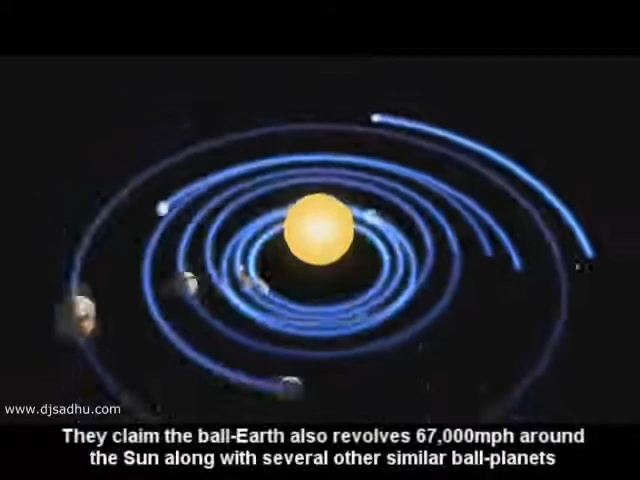 www.djsadhu.com
They claim the ball-Earth also revolves 67,000mph around
the Sun along with several other similar ball-planets